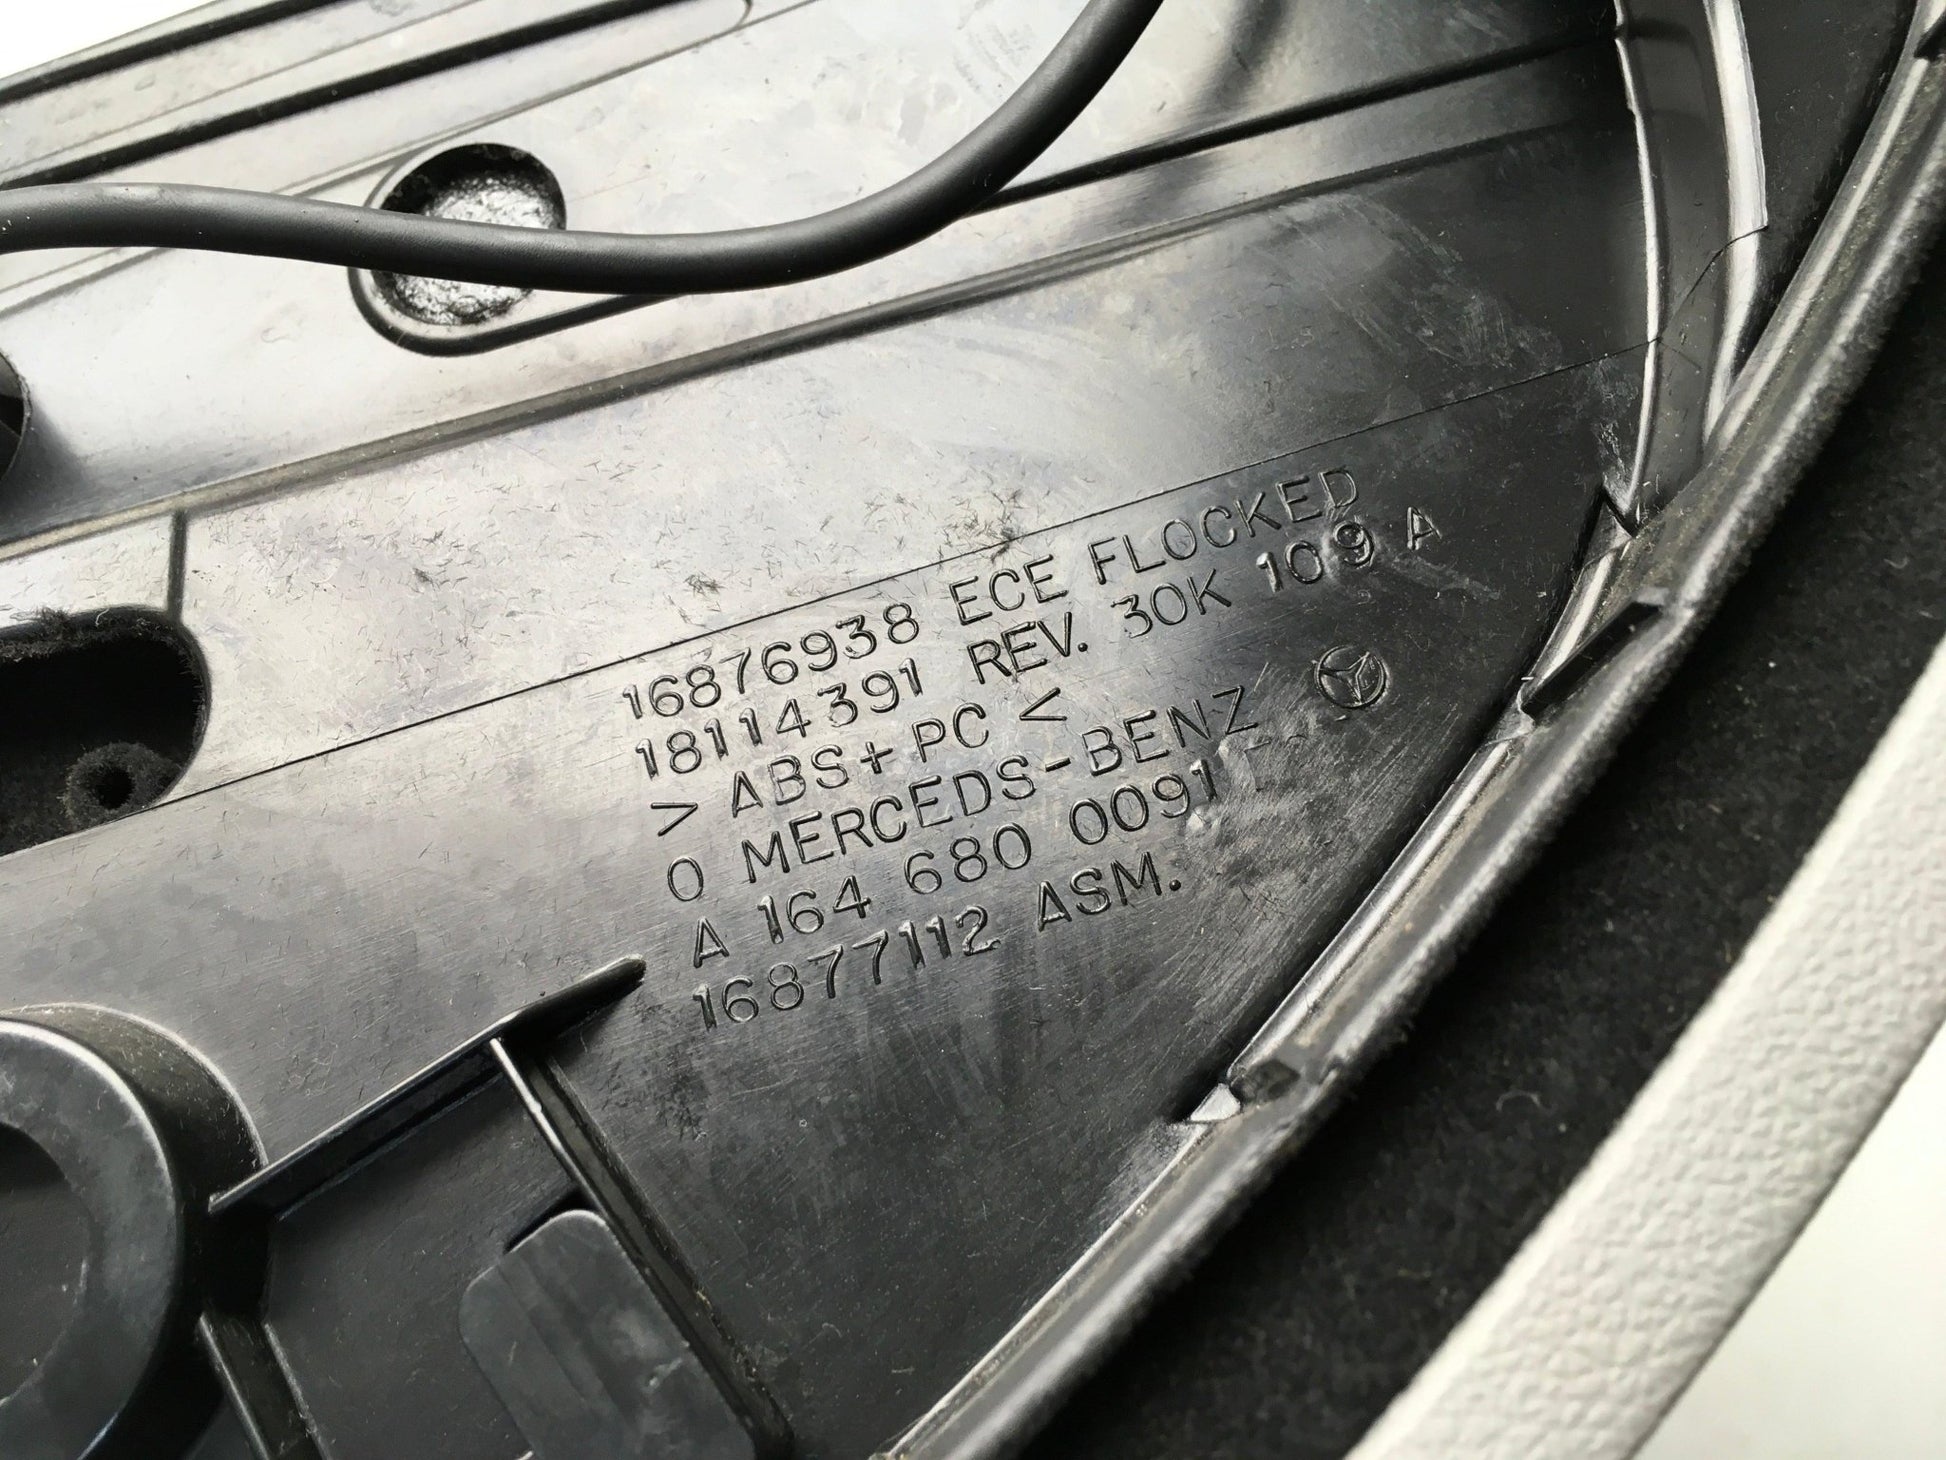 16876938 ECE FLOCKED
18114391 REV. 30K 109 A
> ABS+PC <
0 MERCEDS-BENZ
A 164 680 0091
16877112 ASM.